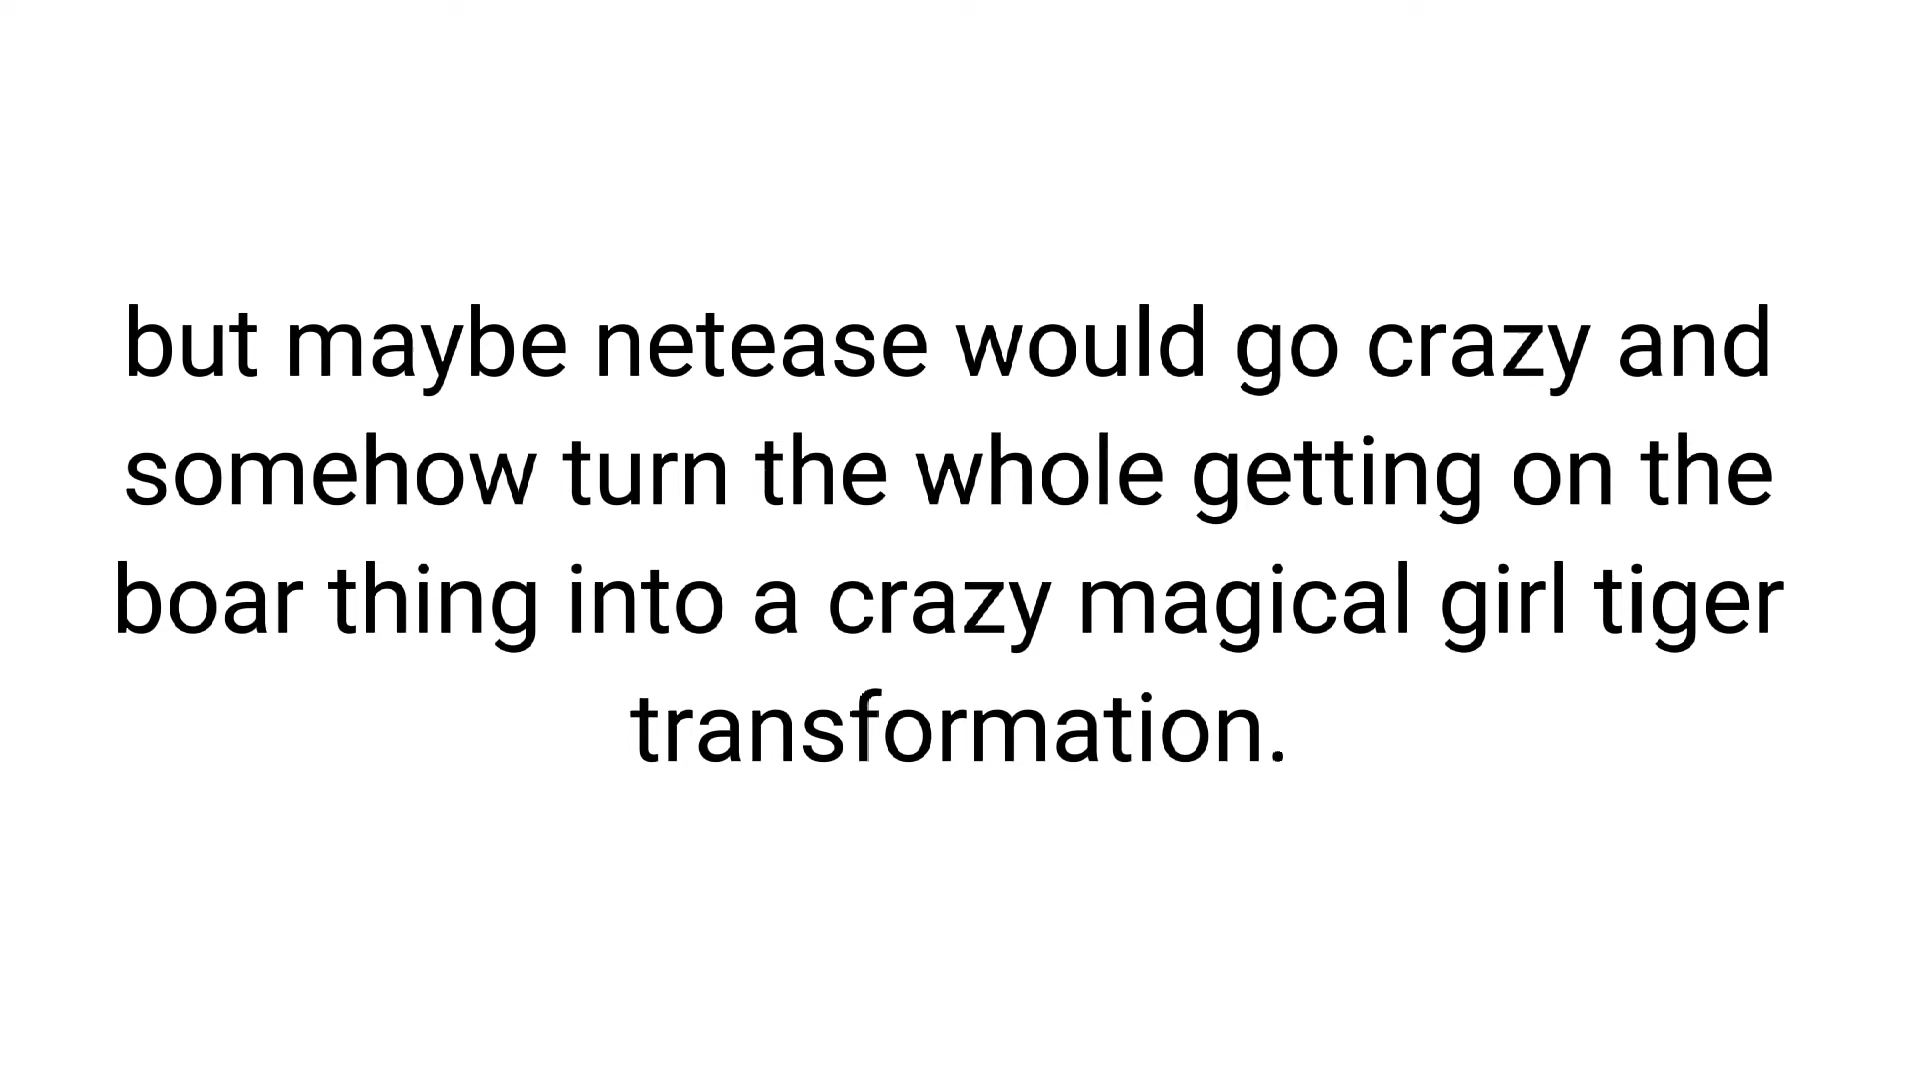 but maybe netease would go crazy and
somehow turn the whole getting on the
boar thing into a crazy magical girl tiger
transformation.